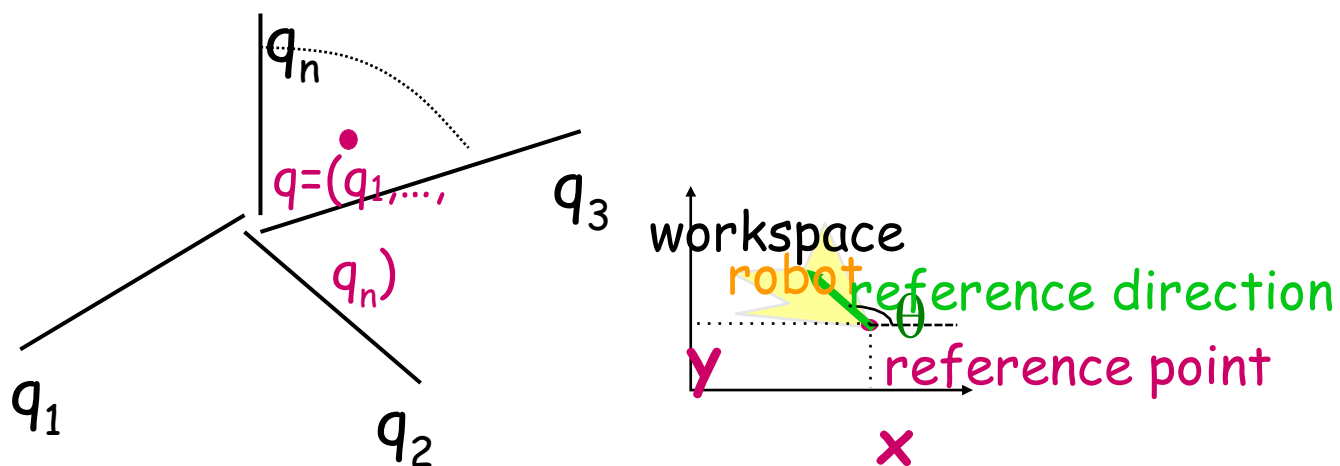 qn
q=(q1,...,
qn)
q3
q1
q2
workspace
robot
reference direction
θ
reference point
y
x